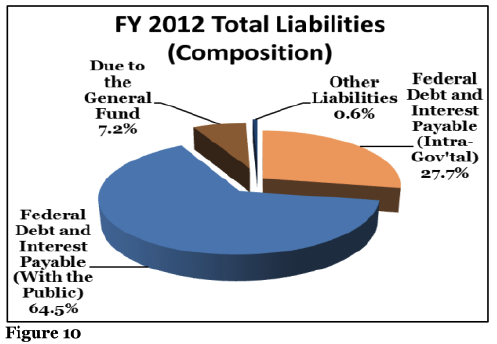 FY 2012 Total Liabilities
(Composition)
Due to
the
General
Fund
7.2%
Other
Liabilities
0.6%
Federal
Debt and
Interest
Payable
(Intra-
Gov'tal)
27.7%
Federal
Debt and
Interest
Payable
(With the
Public)
64.5%
Figure 10